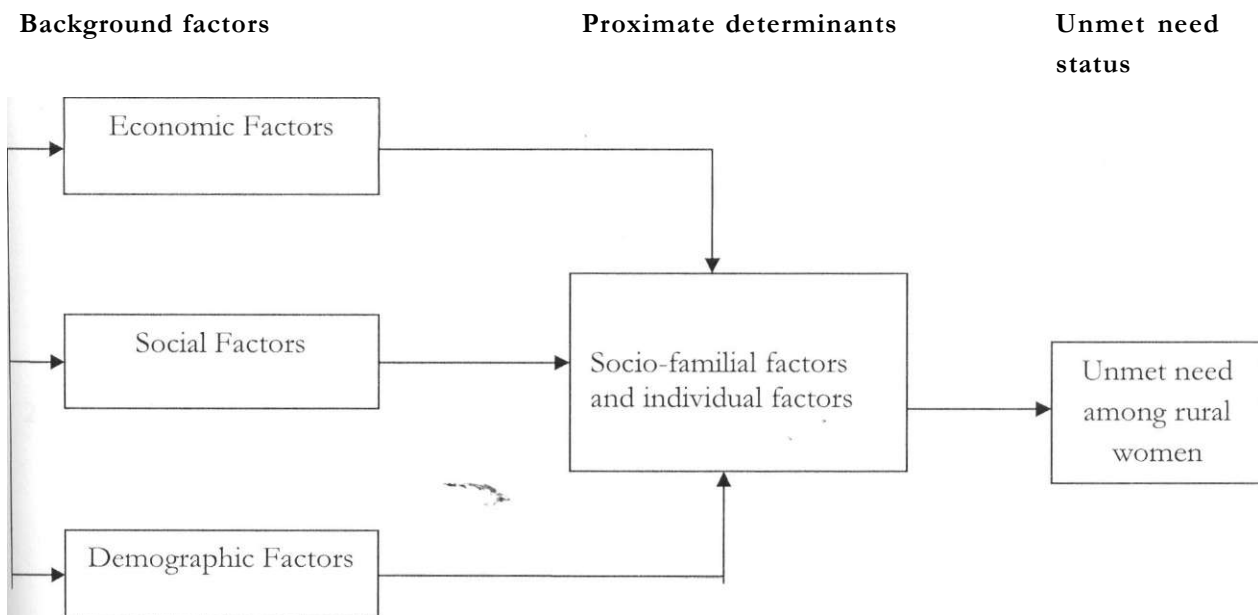 Background factors
Proximate determinants
Unmet need
status
Economic Factors
Social Factors
Socio-familial factors
and individual factors
Unmet need
among rural
women
Demographic Factors